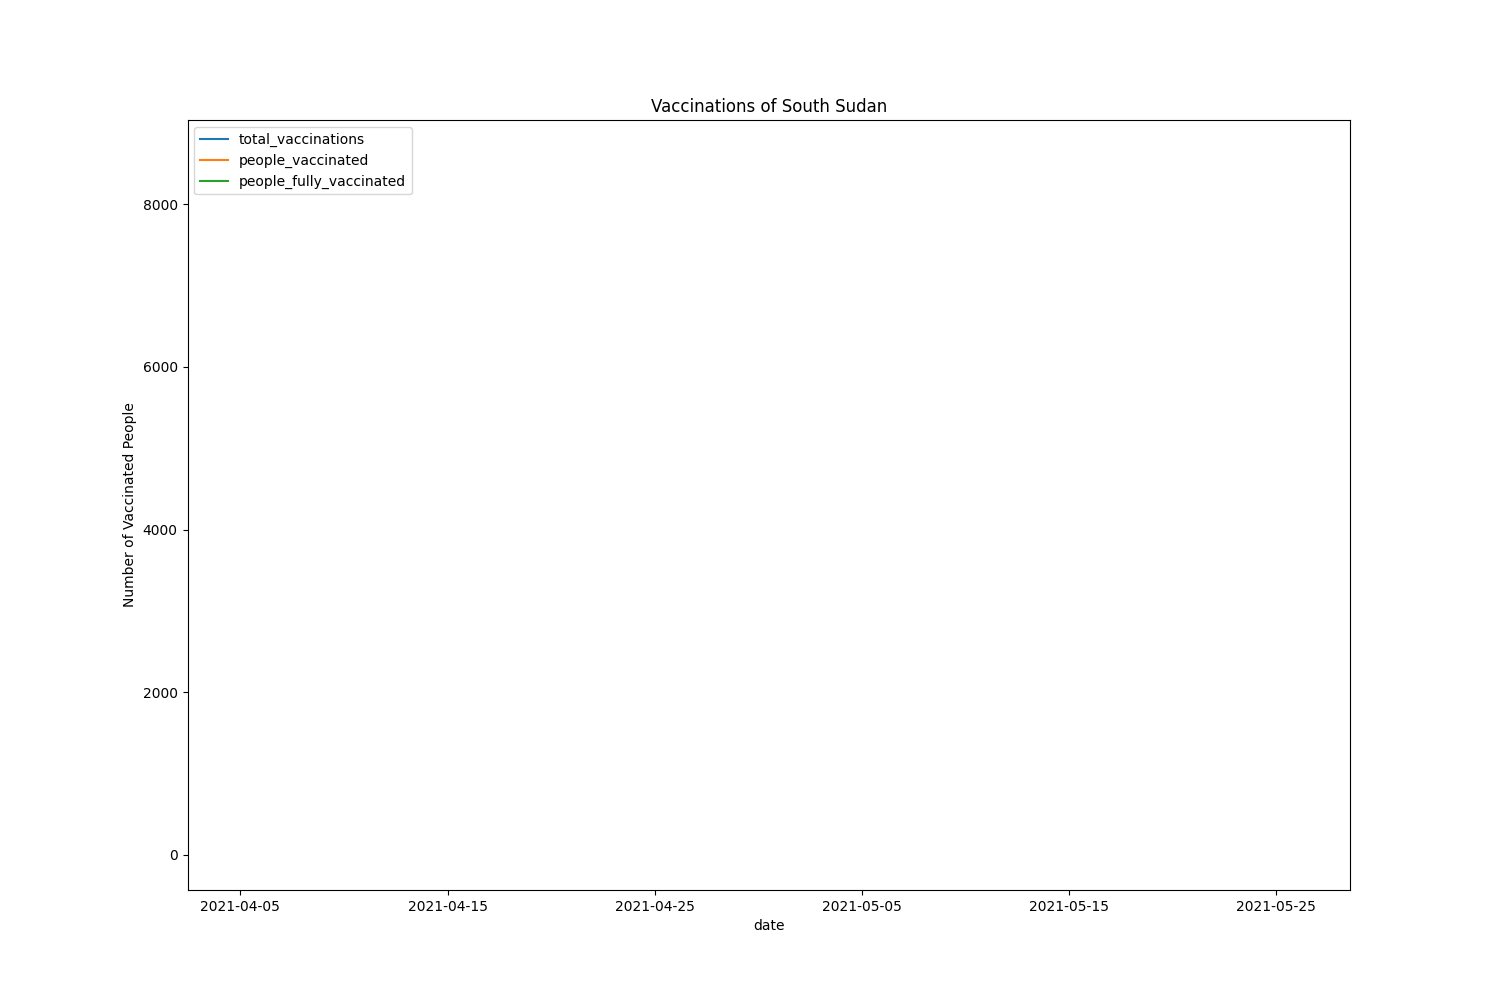 Vaccinations of South Sudan
total_vaccinations
people_vaccinated
people_fully_vaccinated
8000
6000
4000
2000
0
Number of Vaccinated People
2021-04-05
2021-04-15
2021-04-25
2021-05-05
2021-05-15
2021-05-25
date